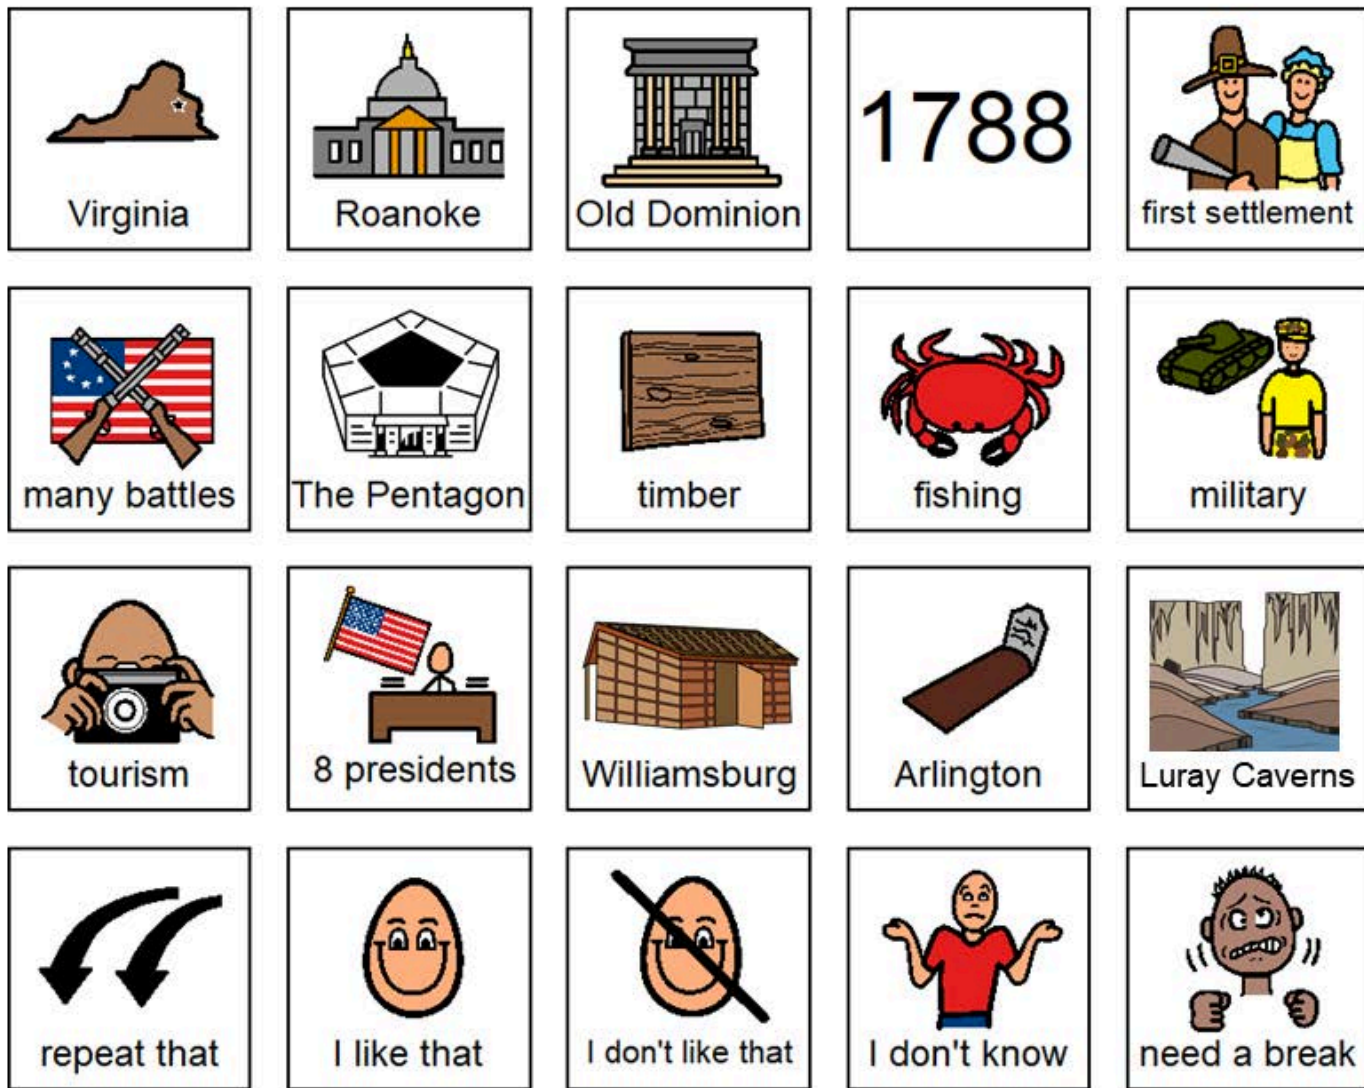 Virginia
Roanoke
Old Dominion
1788
first settlement
many battles
The Pentagon
timber
fishing
military
tourism
8 presidents
Williamsburg
Arlington
Luray Caverns
repeat that
I like that
I don't like that
I don't know
need a break